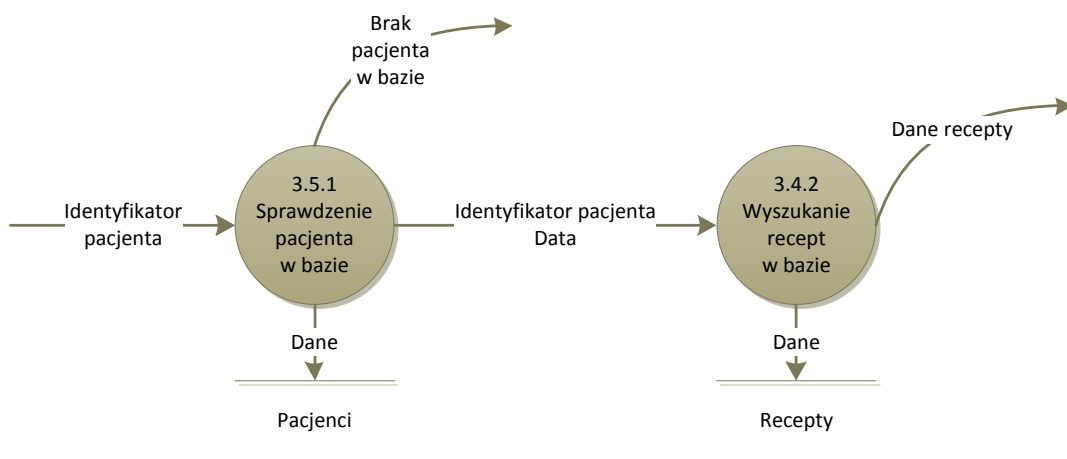 Brak
pacjenta
w bazie
Dane recepty
Identyfikator
pacjenta
3.5.1
Sprawdzenie
pacjenta
w bazie
Identyfikator pacjenta
Data
3.4.2
Wyszukanie
recept
w bazie
Dane
Dane
Pacjenci
Recepty